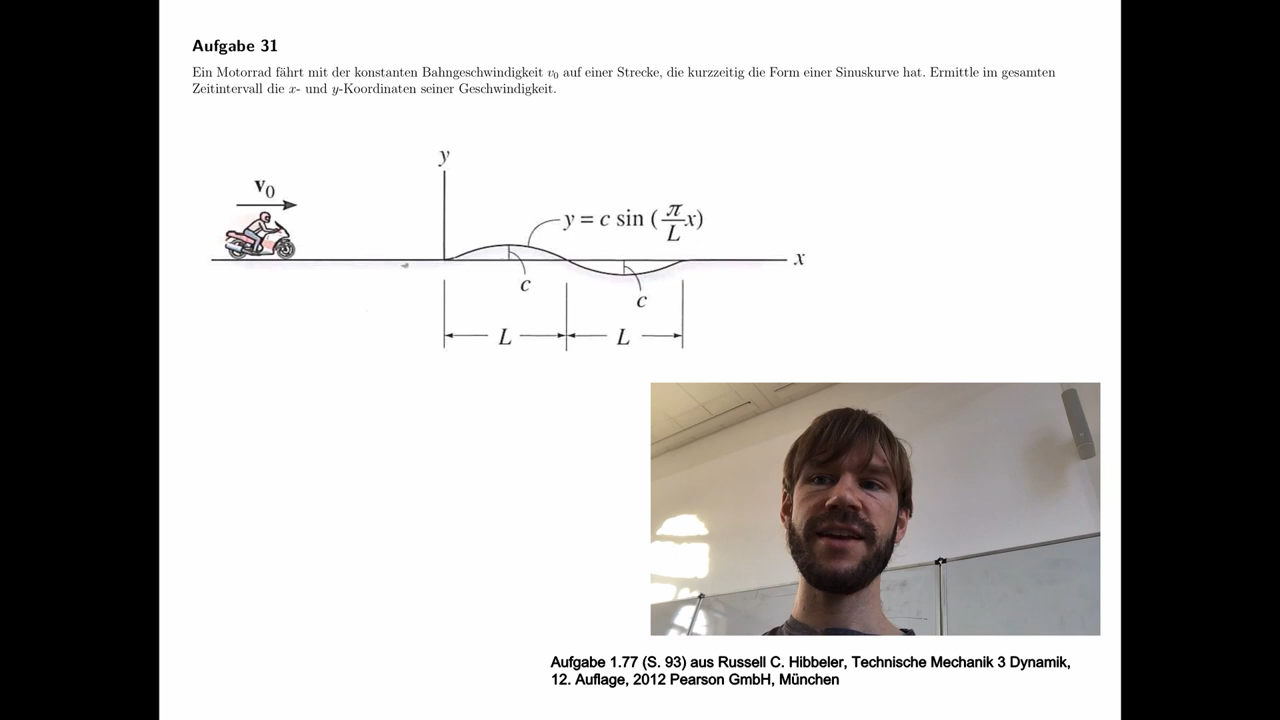 Aufgabe 31
Ein Motorrad fährt mit der konstanten Bahngeschwindigkeit v₀ auf einer Strecke, die kurzzeitig die Form einer Sinuskurve hat. Ermittle im gesamten
Zeitintervall die x- und y-Koordinaten seiner Geschwindigkeit.
y
v₀
y = c sin (π/L x)
x
c
c
L L
Aufgabe 1.77 (S. 93) aus Russell C. Hibbeler, Technische Mechanik 3 Dynamik,
12. Auflage, 2012 Pearson GmbH, München